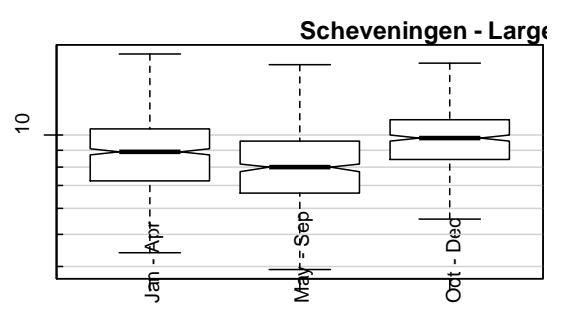 Scheveningen - Large
10
Jan - Apr
May - Sep
Oct - Dec